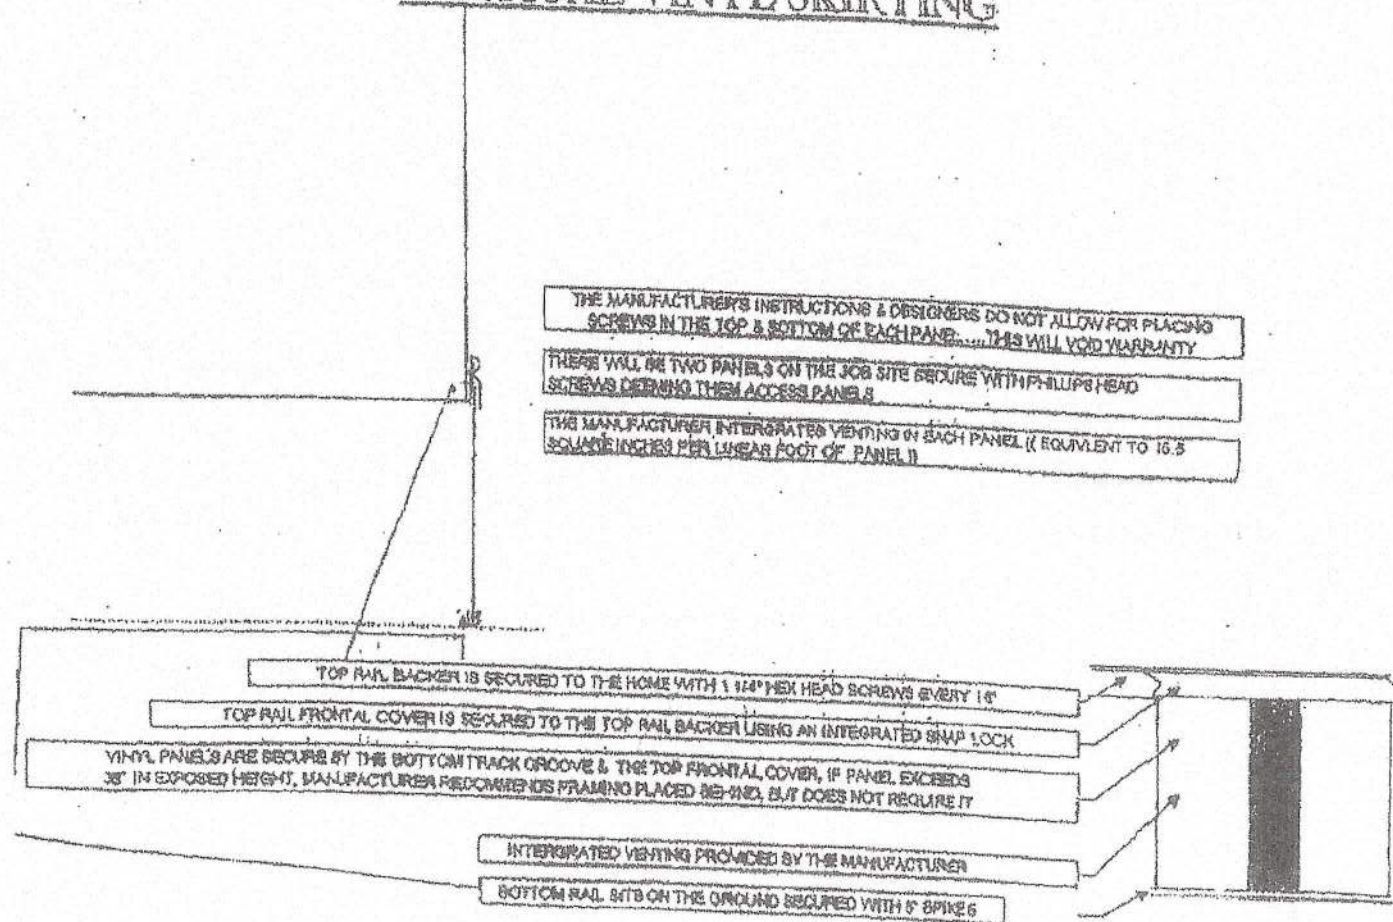 VINYL SKIRTING
THE MANUFACTURER'S INSTRUCTIONS & DESIGNERS DO NOT ALLOW FOR PLACING
SCREWS IN THE TOP & BOTTOM OF EACH PANEL.....THIS WILL VOID WARRANTY
THERE WILL BE TWO PANELS ON THE JOB SITE SECURE WITH PHILLIPS HEAD
SCREWS DEEMING THEM ACCESS PANELS
THE MANUFACTURER INTERGRATED VENTING IN EACH PANEL (( EQUIVLENT TO 16.5
SQUARE INCHES PER LINEAR FOOT OF PANEL ))
TOP RAIL BACKER IS SECURED TO THE HOME WITH 1 1/4" HEX HEAD SCREWS EVERY
TOP RAIL FRONTAL COVER IS SECURED TO THE TOP RAIL BACKER USING AN INTEGRATED SNAP LOCK
VINYL PANELS ARE SECURE BY THE BOTTOM TRACK GROOVE & THE TOP FRONTAL COVER, IF PANEL EXCEEDS
IN EXPOSED HEIGHT, MANUFACTURER RECOMMENDS FRAMING PLACED BEHIND, BUT DOES NOT REQUIRE IT
INTERGRATED VENTING PROVIDED BY THE MANUFACTURER
BOTTOM RAIL SITS ON THE GROUND SECURED WITH SPIKES